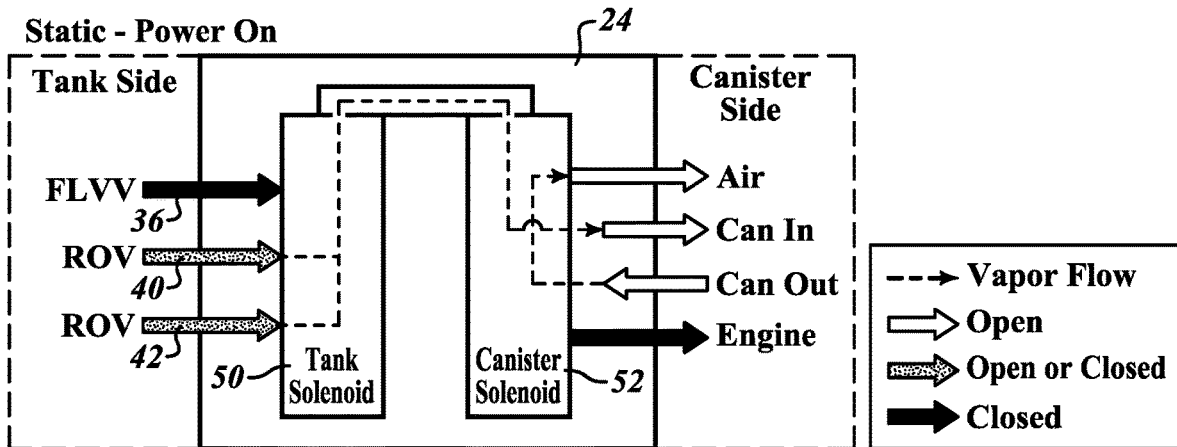 Static - Power On
24
Tank Side
Canister
Side
FLVV
36
ROV
40
ROV
42
50
Tank
Solenoid
Canister
Solenoid
52
Air
Can In
Can Out
Engine
Vapor Flow
Open
Open or Closed
Closed